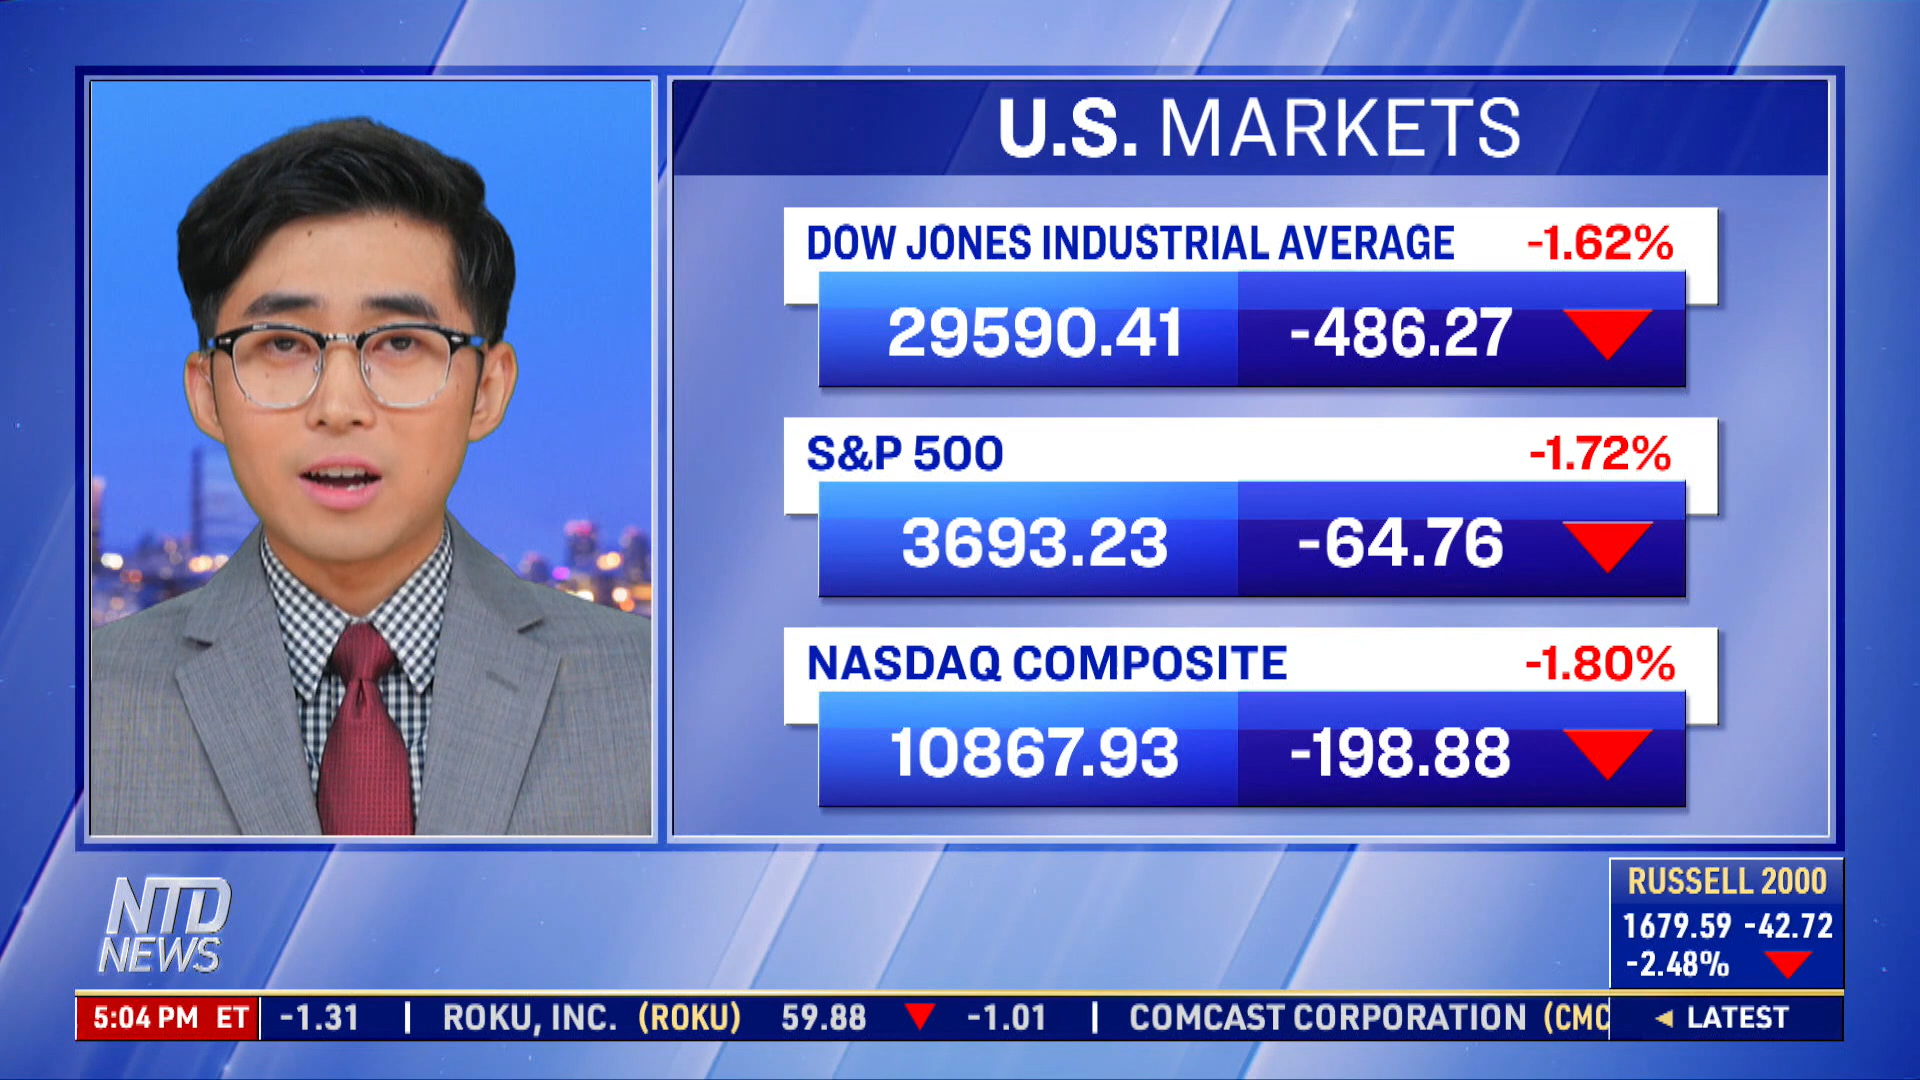 U.S. MARKETS
DOW JONES INDUSTRIAL AVERAGE -1.62%
29590.41 -486.27
S&P 500 -1.72%
3693.23 -64.76
NASDAQ COMPOSITE -1.80%
10867.93 -198.88
NTD
NEWS
RUSSELL 2000
1679.59 -42.72
-2.48%
5:04 PM ET -1.31 | ROKU, INC. (ROKU) 59.88 -1.01 | COMCAST CORPORATION (CMC LATEST